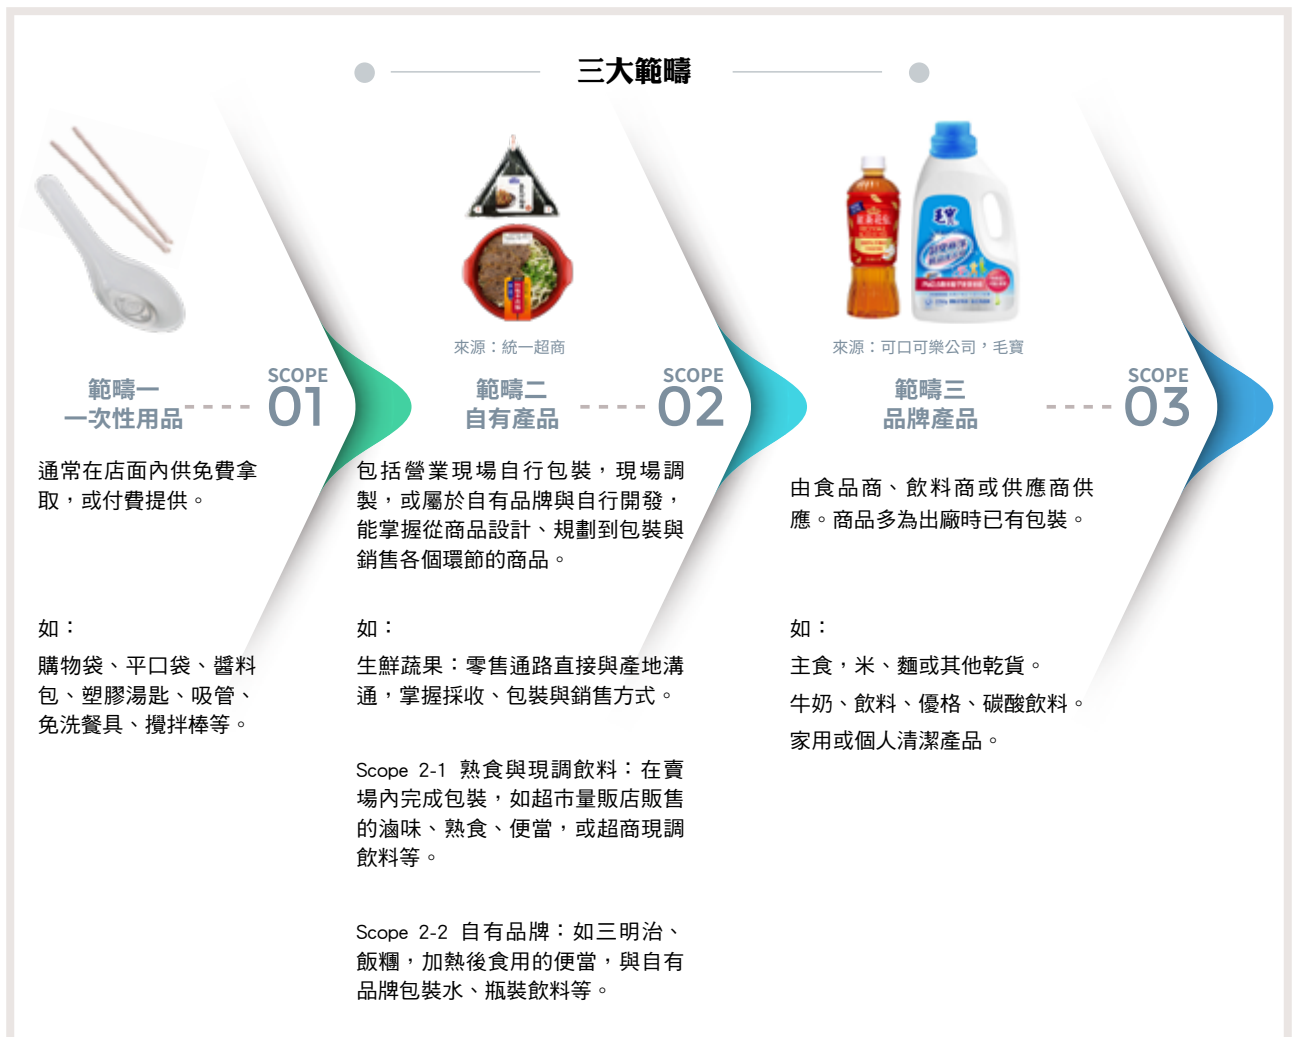 三大範疇
來源：統一超商
來源：可口可樂公司，毛寶
範疇一
一次性用品
SCOPE
01
範疇二
自有產品
SCOPE
02
範疇三
品牌產品
SCOPE
03
通常在店面內供免費拿
取，或付費提供。
如：
購物袋、平口袋、醬料
包、塑膠湯匙、吸管、
免洗餐具、攪拌棒等。
包括營業現場自行包裝，現場調
製，或屬於自有品牌與自行開發，
能掌握從商品設計、規劃到包裝與
銷售各個環節的商品。
如：
生鮮蔬果：零售通路直接與產地溝
通，掌握採收、包裝與銷售方式。
Scope 2-1 熟食與現調飲料：在賣
場內完成包裝，如超市量販店販售
的滷味、熟食、便當，或超商現調
飲料等。
Scope 2-2 自有品牌：如三明治、
飯糰，加熱後食用的便當，與自有
品牌包裝水、瓶裝飲料等。
由食品商、飲料商或供應商供
應。商品多為出廠時已有包裝。
如：
主食，米、麵或其他乾貨。
牛奶、飲料、優格、碳酸飲料。
家用或個人清潔產品。
毛寶